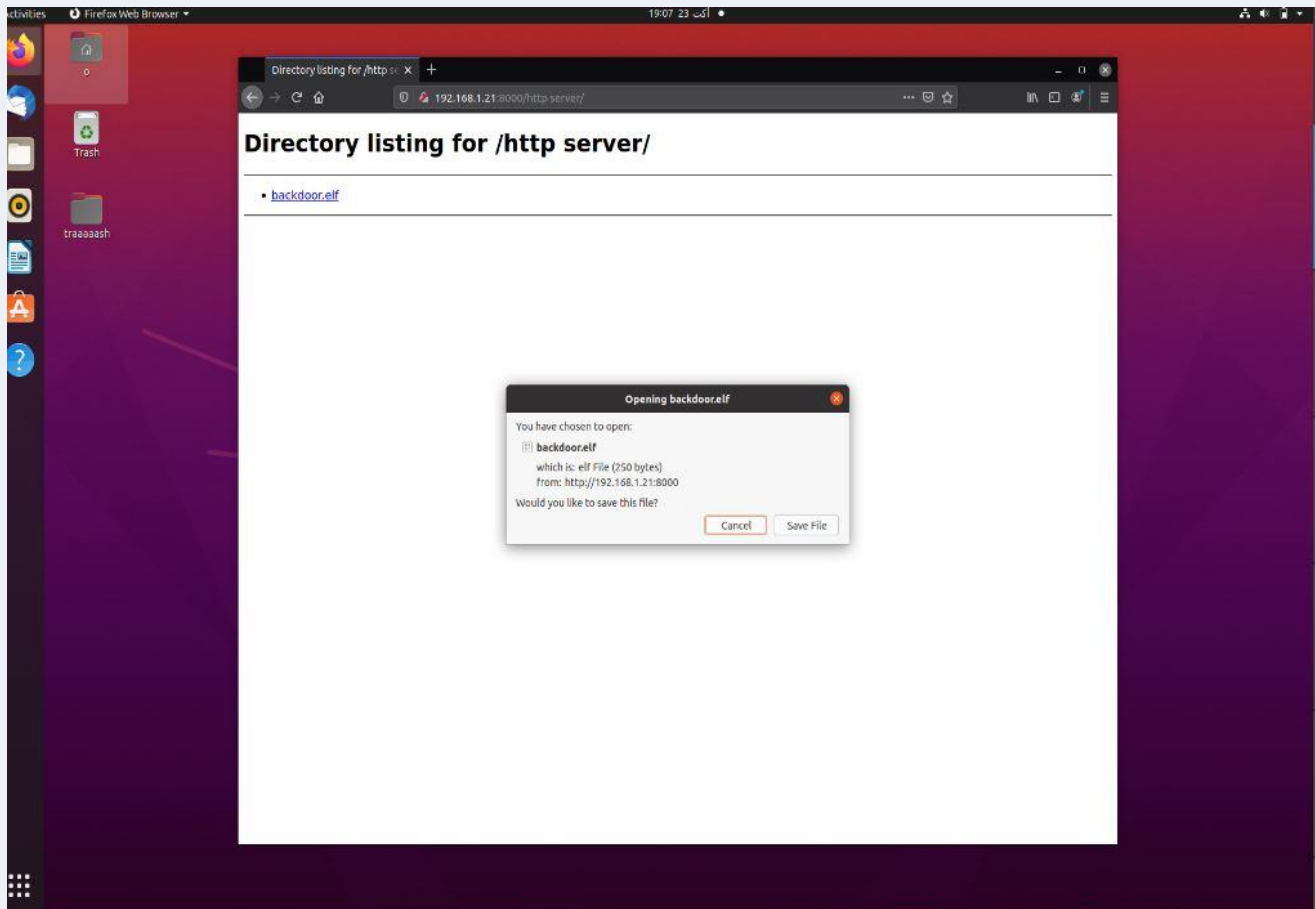 Activities Firefox Web Browser
19:07 23 أكت
Directory listing for /http se
192.168.1.21:8000/http server/
Directory listing for /http server/
backdoor.elf
o
Trash
traaaash
Opening backdoor.elf
You have chosen to open:
backdoor.elf
which is: elf File (250 bytes)
from: http://192.168.1.21:8000
Would you like to save this file?
Cancel Save File